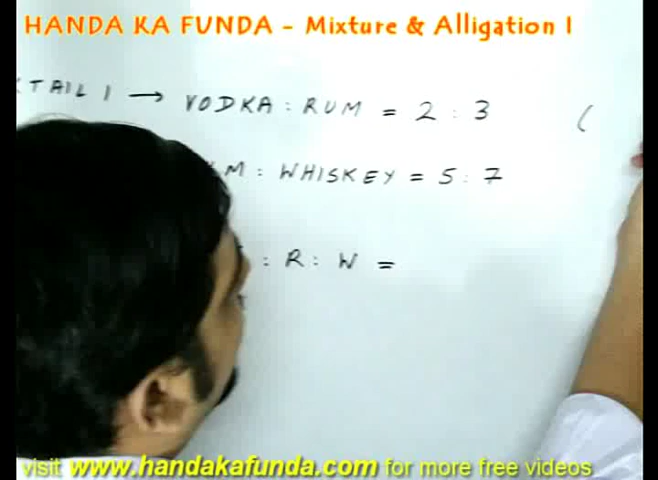 HANDA KA FUNDA - Mixture & Alligation I
TAIL 1 → VODKA : RUM = 2 : 3 (
M : WHISKEY = 5 : 7
: R : W =
visit www.handakafunda.com for more free videos